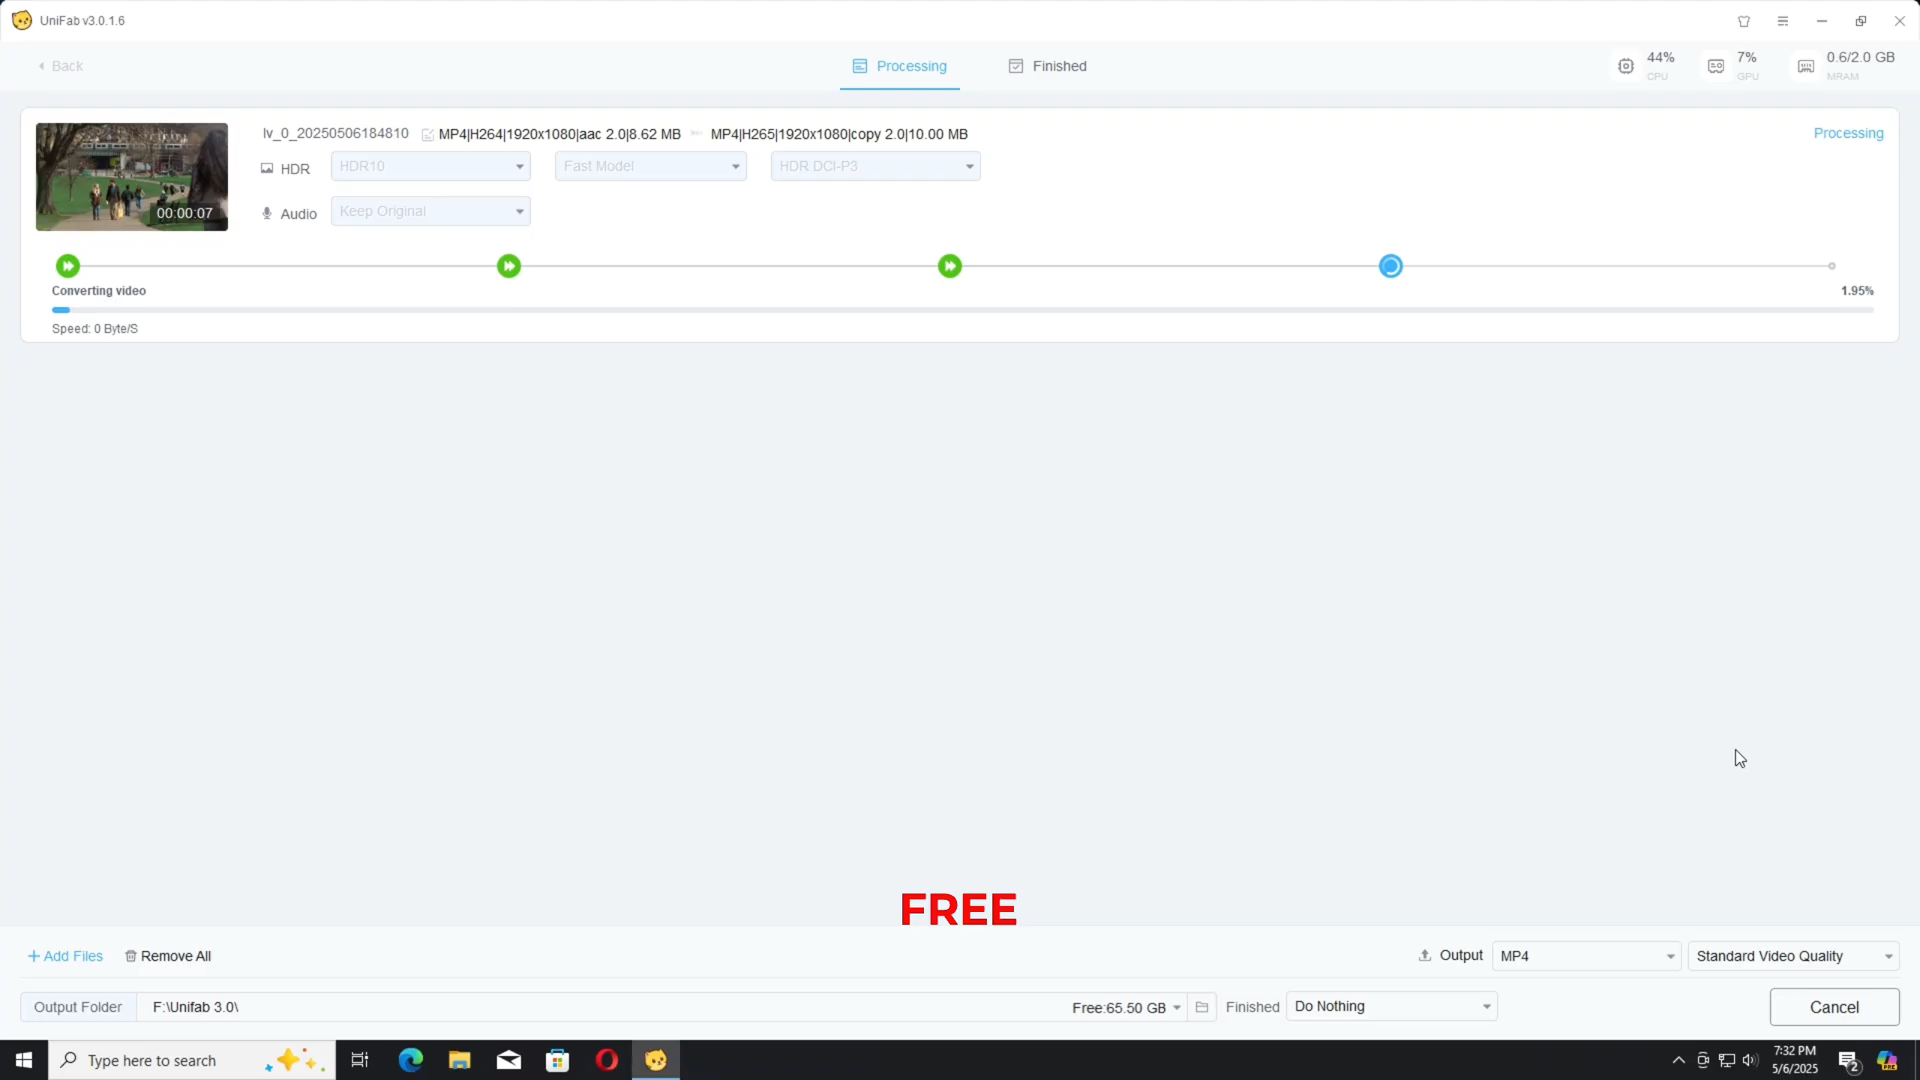 UniFab v3.0.1.6
Back
Processing
Finished
44%
CPU
7%
GPU
0.6/2.0 GB
MRAM
lv_0_20250506184810
MP4|H264|1920x1080|aac 2.0|8.62 MB
MP4|H265|1920x1080|copy 2.0|10.00 MB
Processing
HDR
HDR10
Fast Model
HDR DCI-P3
00:00:07
Audio
Keep Original
Converting video
1.95%
Speed: 0 Byte/S
FREE
+ Add Files
Remove All
Output
MP4
Standard Video Quality
Output Folder
F:\Unifab 3.0\
Free:65.50 GB
Finished
Do Nothing
Cancel
Type here to search
7:32 PM
5/6/2025
2
PRE